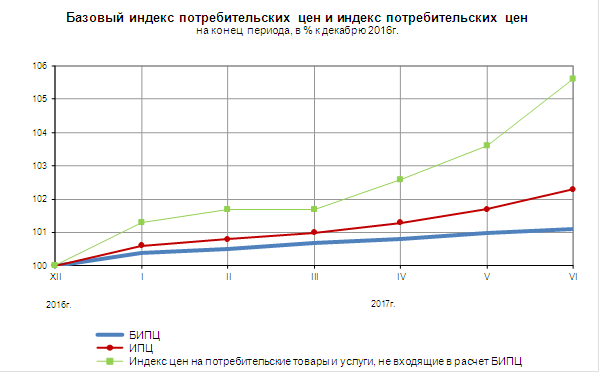 Базовый индекс потребительских цен и индекс потребительских цен
на конец периода, в % к декабрю 2016г.
106
105
104
103
102
101
100
XII I II III IV V VI
2016г. 2017г.
БИПЦ
ИПЦ
Индекс цен на потребительские товары и услуги, не входящие в расчет БИПЦ